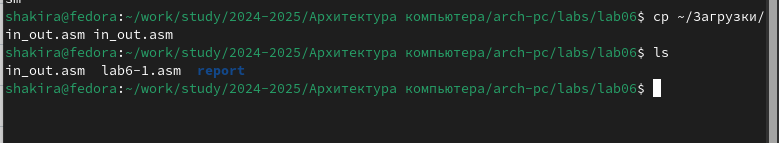 shakira@fedora:~/work/study/2024-2025/Архитектура компьютера/arch-pc/labs/lab06$ cp ~/Загрузки/
in_out.asm in_out.asm
shakira@fedora:~/work/study/2024-2025/Архитектура компьютера/arch-pc/labs/lab06$ ls
in_out.asm  lab6-1.asm  report
shakira@fedora:~/work/study/2024-2025/Архитектура компьютера/arch-pc/labs/lab06$